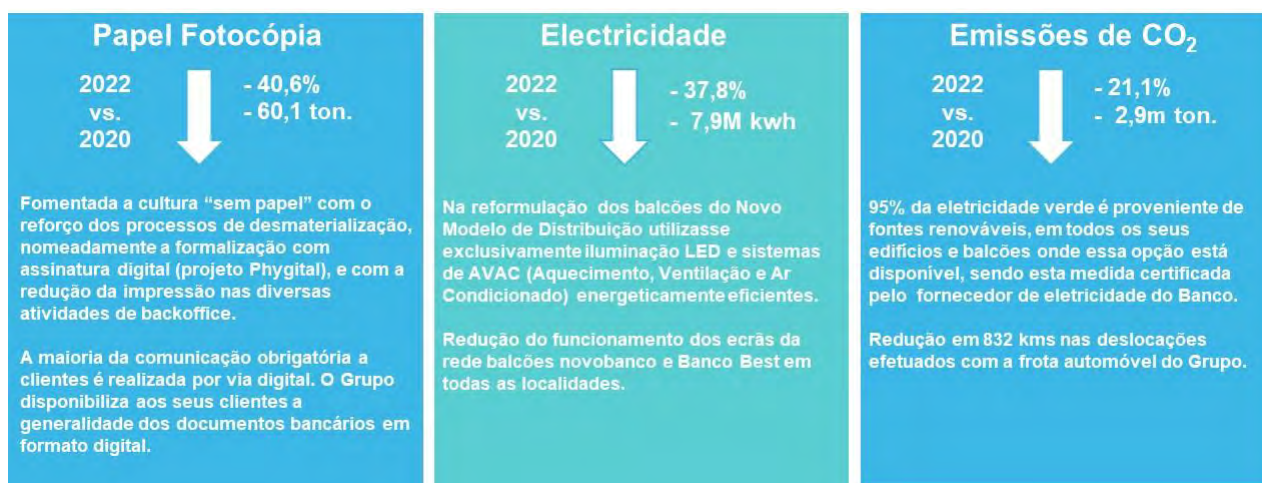 Papel Fotocópia
2022
vs.
2020
- 40,6%
- 60,1 ton.
Fomentada a cultura “sem papel” com o
reforço dos processos de desmaterialização,
nomeadamente a formalização com
assinatura digital (projeto Phygital), e com a
redução da impressão nas diversas
atividades de backoffice.
A maioria da comunicação obrigatória a
clientes é realizada por via digital. O Grupo
disponibiliza aos seus clientes a
generalidade dos documentos bancários em
formato digital.
Electricidade
2022
vs.
2020
- 37,8%
- 7,9M kwh
Na reformulação dos balcões do Novo
Modelo de Distribuição utilizasse
exclusivamente iluminação LED e sistemas
de AVAC (Aquecimento, Ventilação e Ar
Condicionado) energeticamente eficientes.
Redução do funcionamento dos ecrãs da
rede balcões novobanco e Banco Best em
todas as localidades.
Emissões de CO₂
2022
vs.
2020
- 21,1%
- 2,9m ton.
95% da eletricidade verde é proveniente de
fontes renováveis, em todos os seus
edifícios e balcões onde essa opção está
disponível, sendo esta medida certificada
pelo fornecedor de eletricidade do Banco.
Redução em 832 kms nas deslocações
efetuados com a frota automóvel do Grupo.